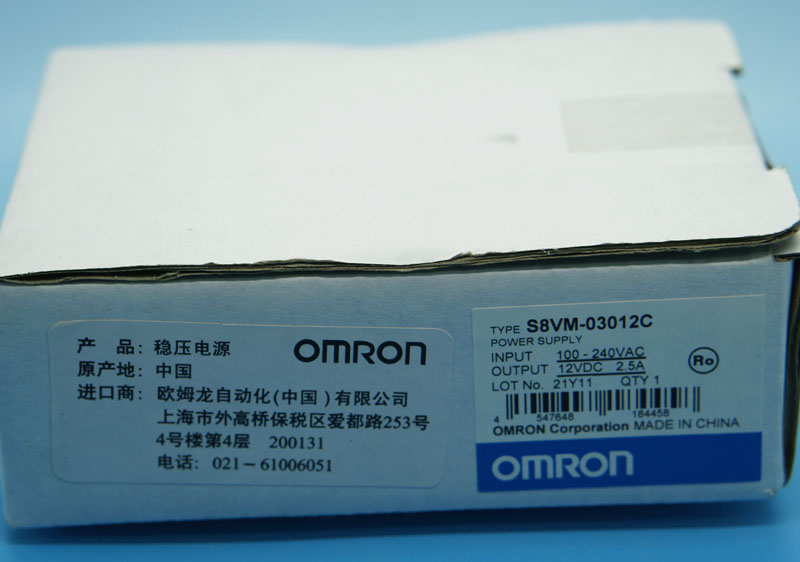 产 品: 稳压电源
OMRON
原产地: 中国
进口商: 欧姆龙自动化(中国)有限公司
上海市外高桥保税区爱都路253号
4号楼第4层 200131
电话: 021-61006051
TYPE S8VM-03012C
POWER SUPPLY
INPUT 100-240VAC
OUTPUT 12VDC 2.5A
LOT No. 21Y11 QTY 1
Ro
4 547648 184458
OMRON Corporation MADE IN CHINA
OMRON